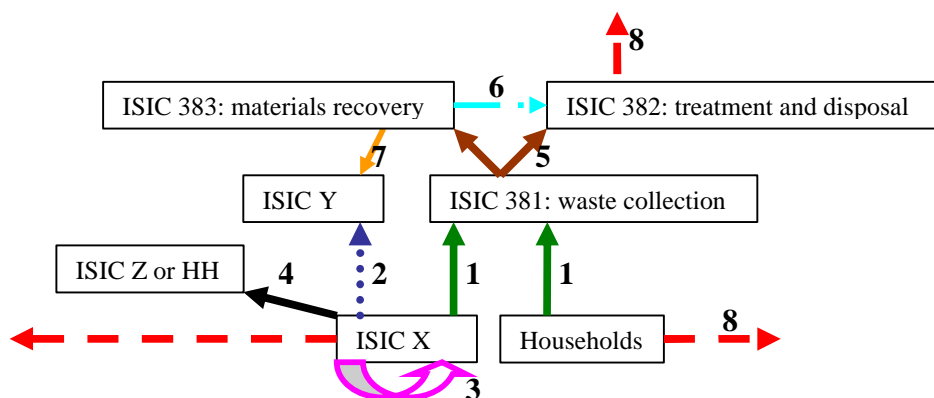 8
6
ISIC 383: materials recovery
ISIC 382: treatment and disposal
7
5
ISIC Y
ISIC 381: waste collection
ISIC Z or HH
4
2
1
1
ISIC X
Households
8
3